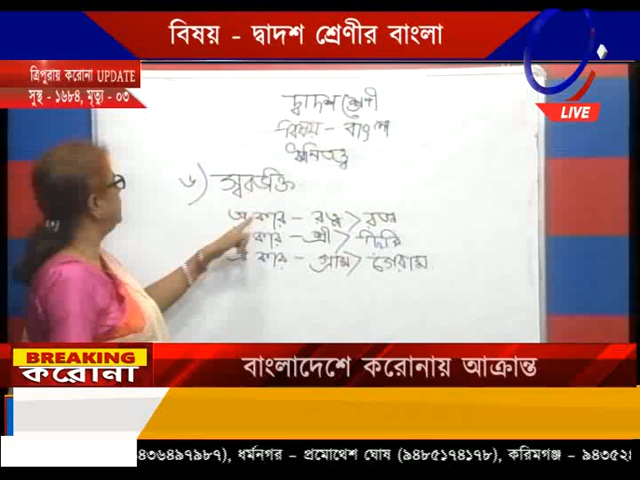 বিষয় - দ্বাদশ শ্রেণীর বাংলা
ত্রিপুরায় করোনা UPDATE
সুস্থ - ১৬৮৪, মৃত্যু - ০৩
LIVE
দ্বাদশ শ্রেণী
বিষয় - বাংলা
ধ্বনিতত্ত্ব
৬) স্বরভক্তি
অ কার - রত্ন > রতন
কার - শ্রী > ছিরি
এ কার - গ্রাম > গেরাম
BREAKING
করোনা
বাংলাদেশে করোনায় আক্রান্ত
৪৩৬৪৯৭৯৮৭), ধর্মনগর – প্রমোথেশ ঘোষ (৯৪৮৫১৭৪১৭৮), করিমগঞ্জ – ৯৪৩৫২